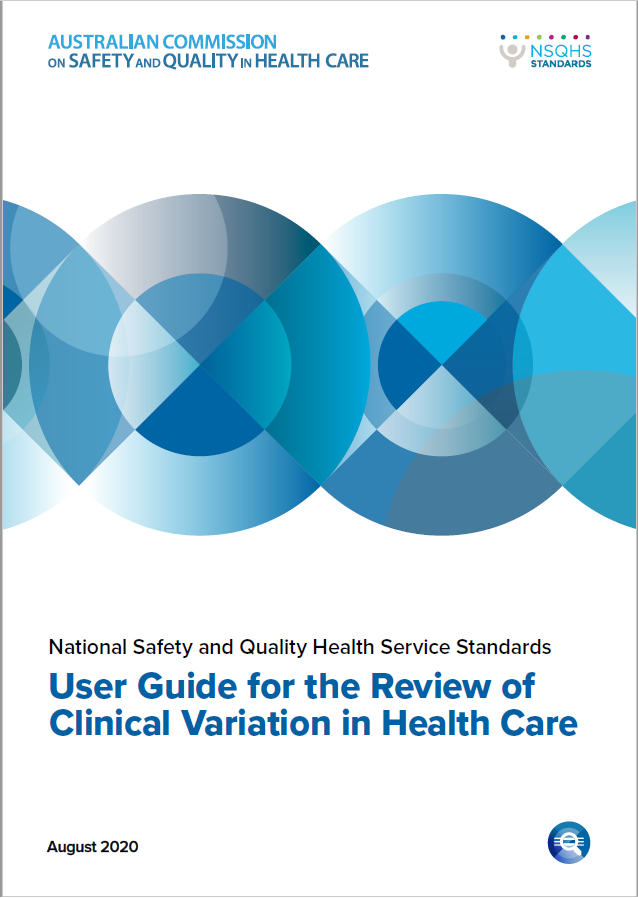 AUSTRALIAN COMMISSION
ON SAFETY AND QUALITY IN HEALTH CARE
NSQHS
STANDARDS
National Safety and Quality Health Service Standards
User Guide for the Review of
Clinical Variation in Health Care
August 2020